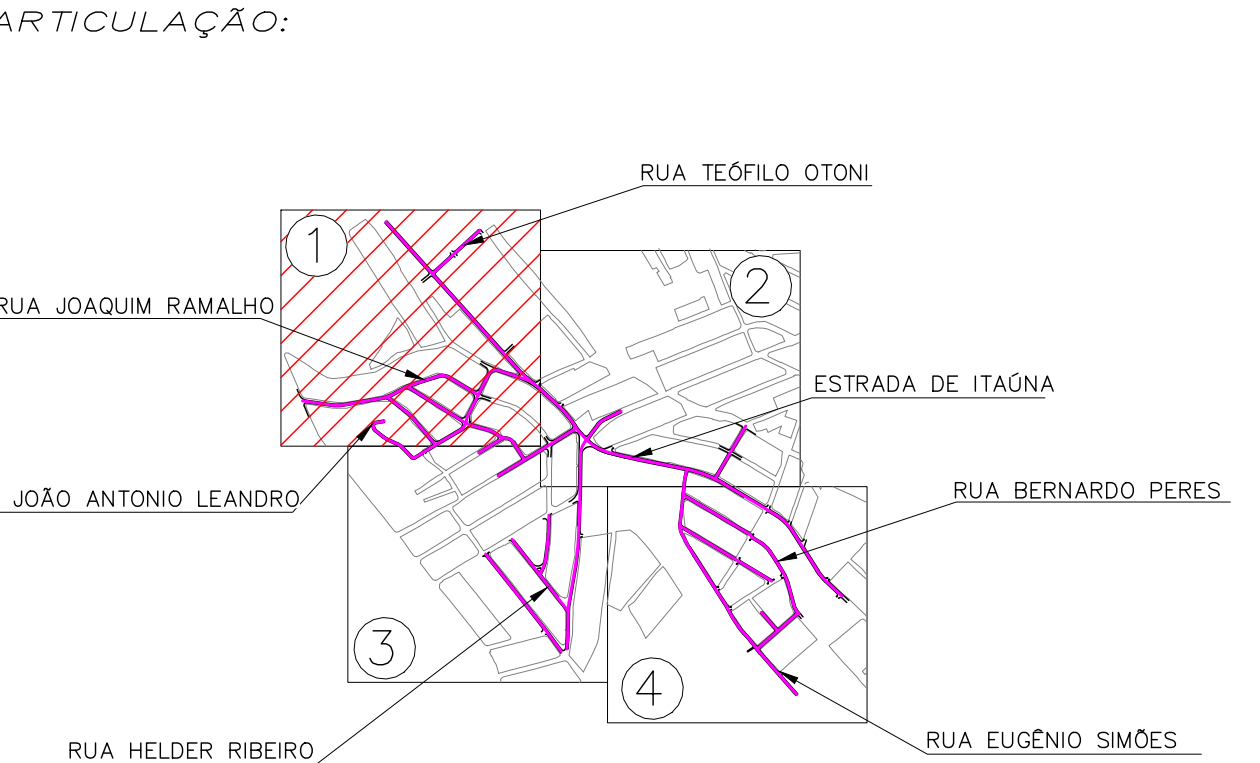 ARTICULAÇÃO:
RUA TEÓFILO OTONI
1
2
RUA JOAQUIM RAMALHO
ESTRADA DE ITAÚNA
JOÃO ANTONIO LEANDRO
RUA BERNARDO PERES
3
4
RUA HELDER RIBEIRO
RUA EUGÊNIO SIMÕES